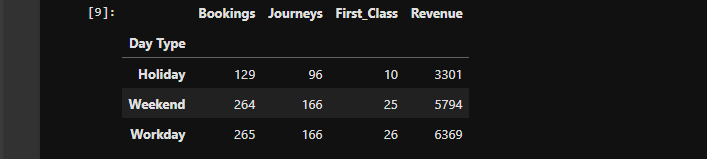 [9]: Bookings Journeys First_Class Revenue
Day Type
Holiday 129 96 10 3301
Weekend 264 166 25 5794
Workday 265 166 26 6369